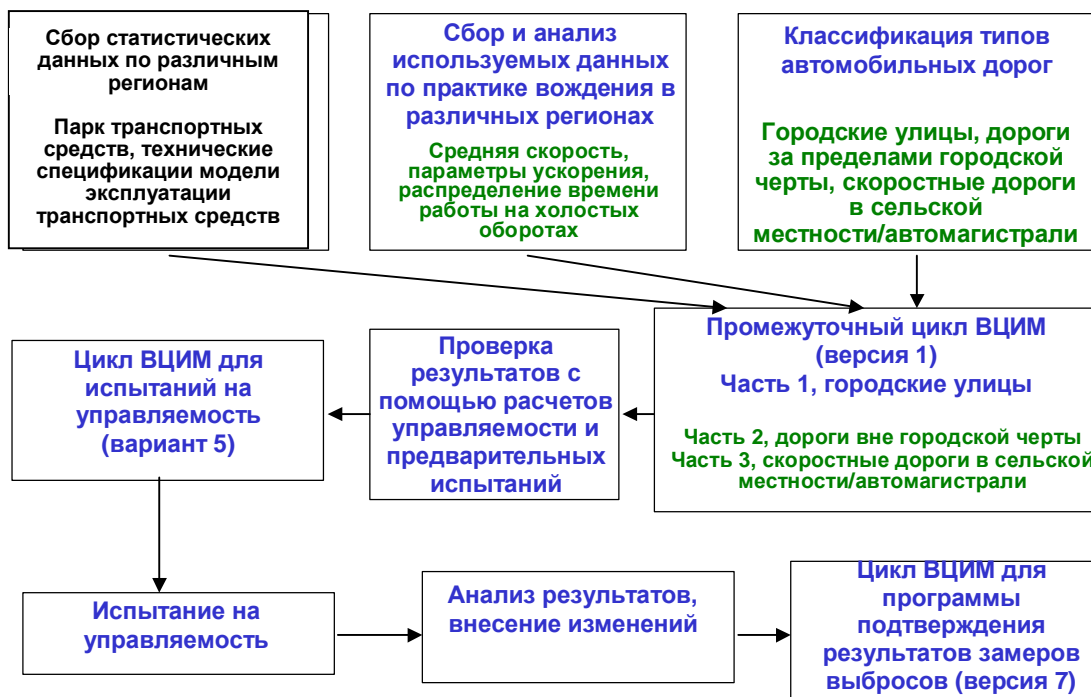 Сбор статистических
данных по различным
регионам
Парк транспортных
средств, технические
спецификации модели
эксплуатации
транспортных средств
Сбор и анализ
используемых данных
по практике вождения в
различных регионах
Средняя скорость,
параметры ускорения,
распределение времени
работы на холостых
оборотах
Классификация типов
автомобильных дорог
Городские улицы, дороги
за пределами городской
черты, скоростные дороги
в сельской
местности/автомагистрали
Цикл ВЦИМ для
испытаний на
управляемость
(вариант 5)
Проверка
результатов с
помощью расчетов
управляемости и
предварительных
испытаний
Промежуточный цикл ВЦИМ
(версия 1)
Часть 1, городские улицы
Часть 2, дороги вне городской черты
Часть 3, скоростные дороги в сельской
местности/автомагистрали
Испытание на
управляемость
Анализ результатов,
внесение изменений
Цикл ВЦИМ для
программы
подтверждения
результатов замеров
выбросов (версия 7)